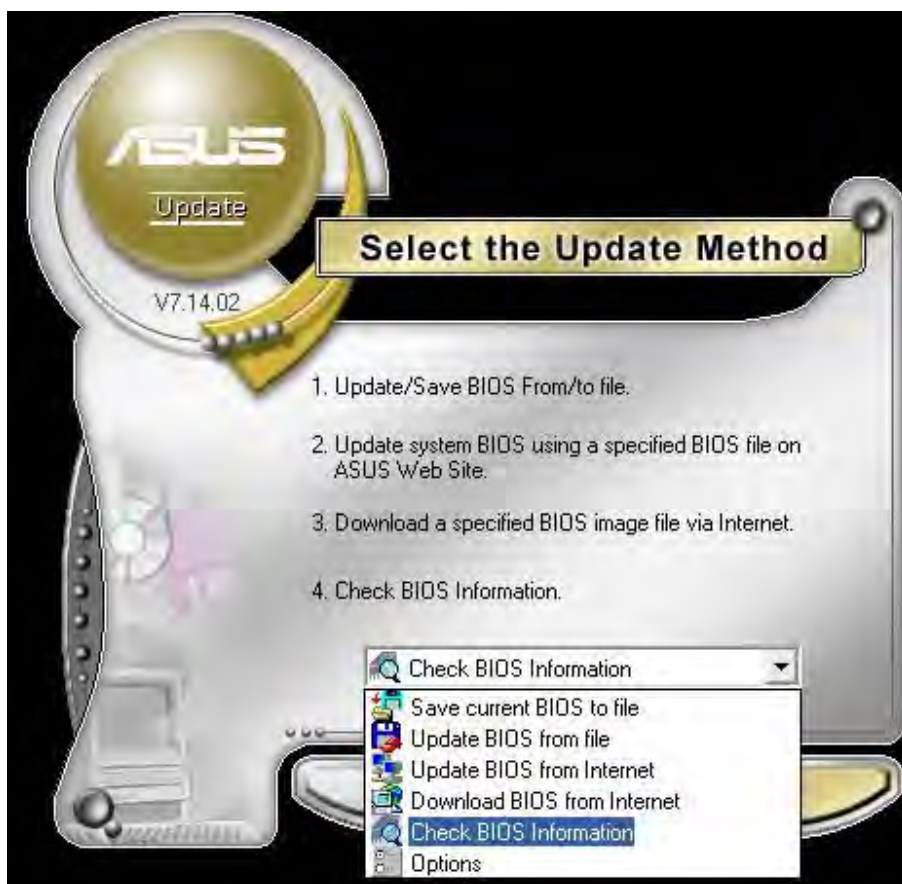 ASUS
Update
Select the Update Method
V7.14.02
1. Update/Save BIOS From/to file.
2. Update system BIOS using a specified BIOS file on
ASUS Web Site.
3. Download a specified BIOS image file via Internet.
4. Check BIOS Information.
Check BIOS Information
Save current BIOS to file
Update BIOS from file
Update BIOS from Internet
Download BIOS from Internet
Check BIOS Information
Options